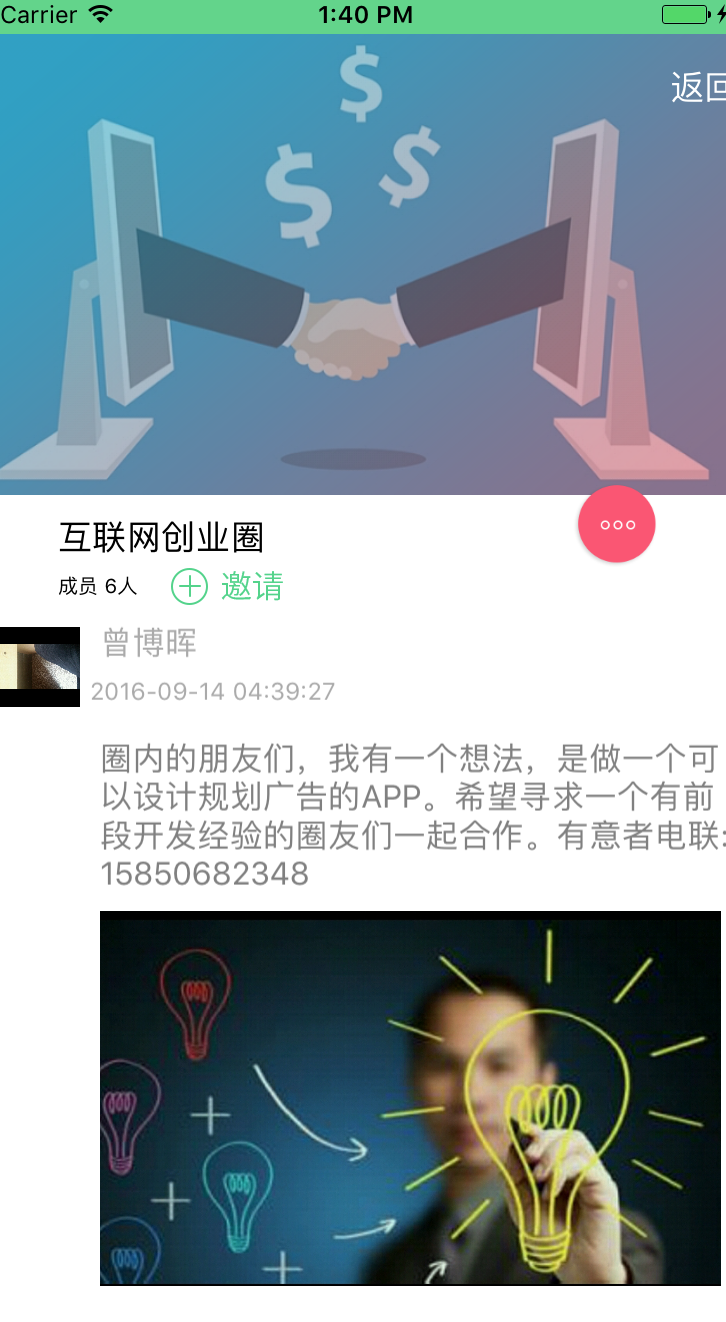 Carrier
1:40 PM
返回
$
$
$
互联网创业圈
成员 6人
邀请
曾博晖
2016-09-14 04:39:27
圈内的朋友们，我有一个想法，是做一个可
以设计规划广告的APP。希望寻求一个有前
段开发经验的圈友们一起合作。有意者电联:
15850682348